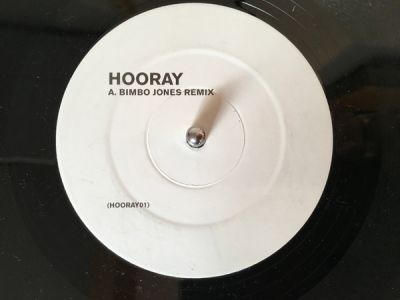 HOORAY
A. BIMBO JONES REMIX
(HOORAY01)